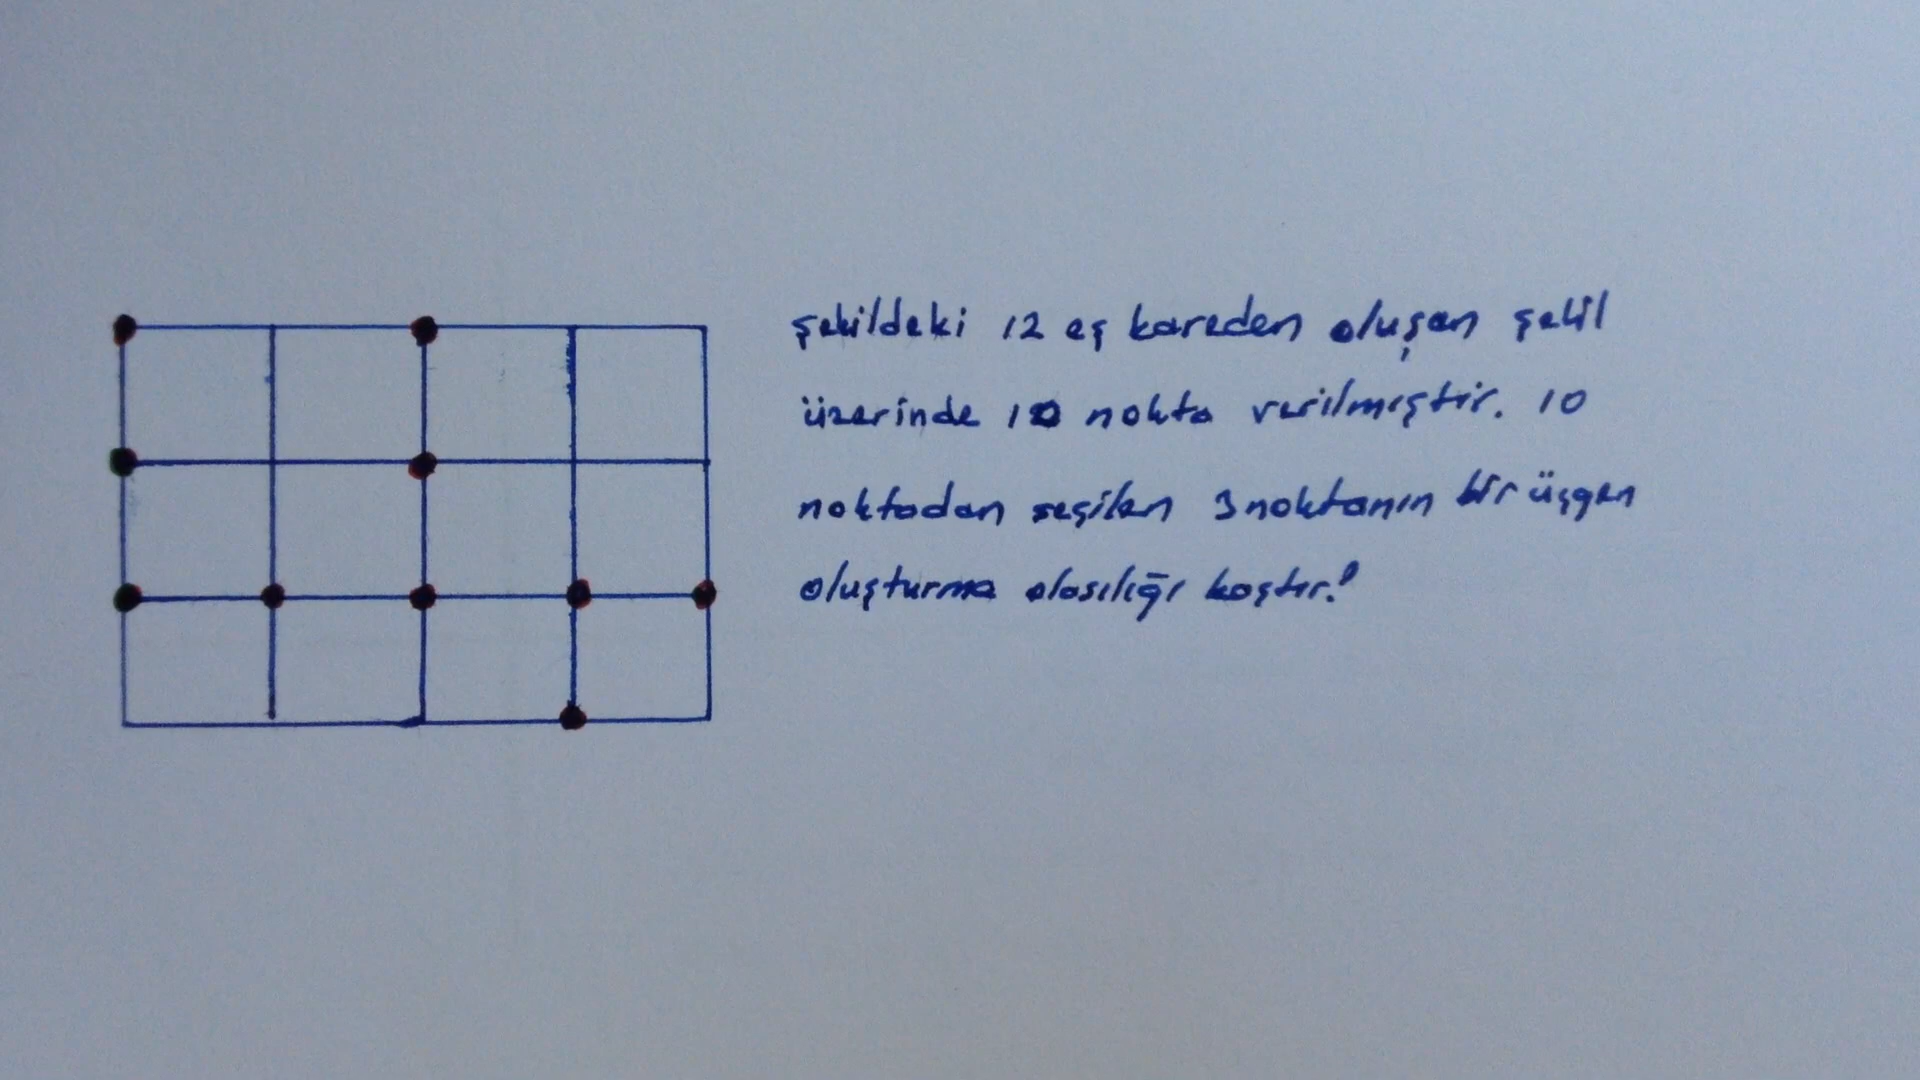 şekildeki 12 eş kareden oluşan şekil
üzerinde 10 nokta verilmiştir. 10
noktadan seçilen 3 noktanın bir üçgen
oluşturma olasılığı kaçtır?